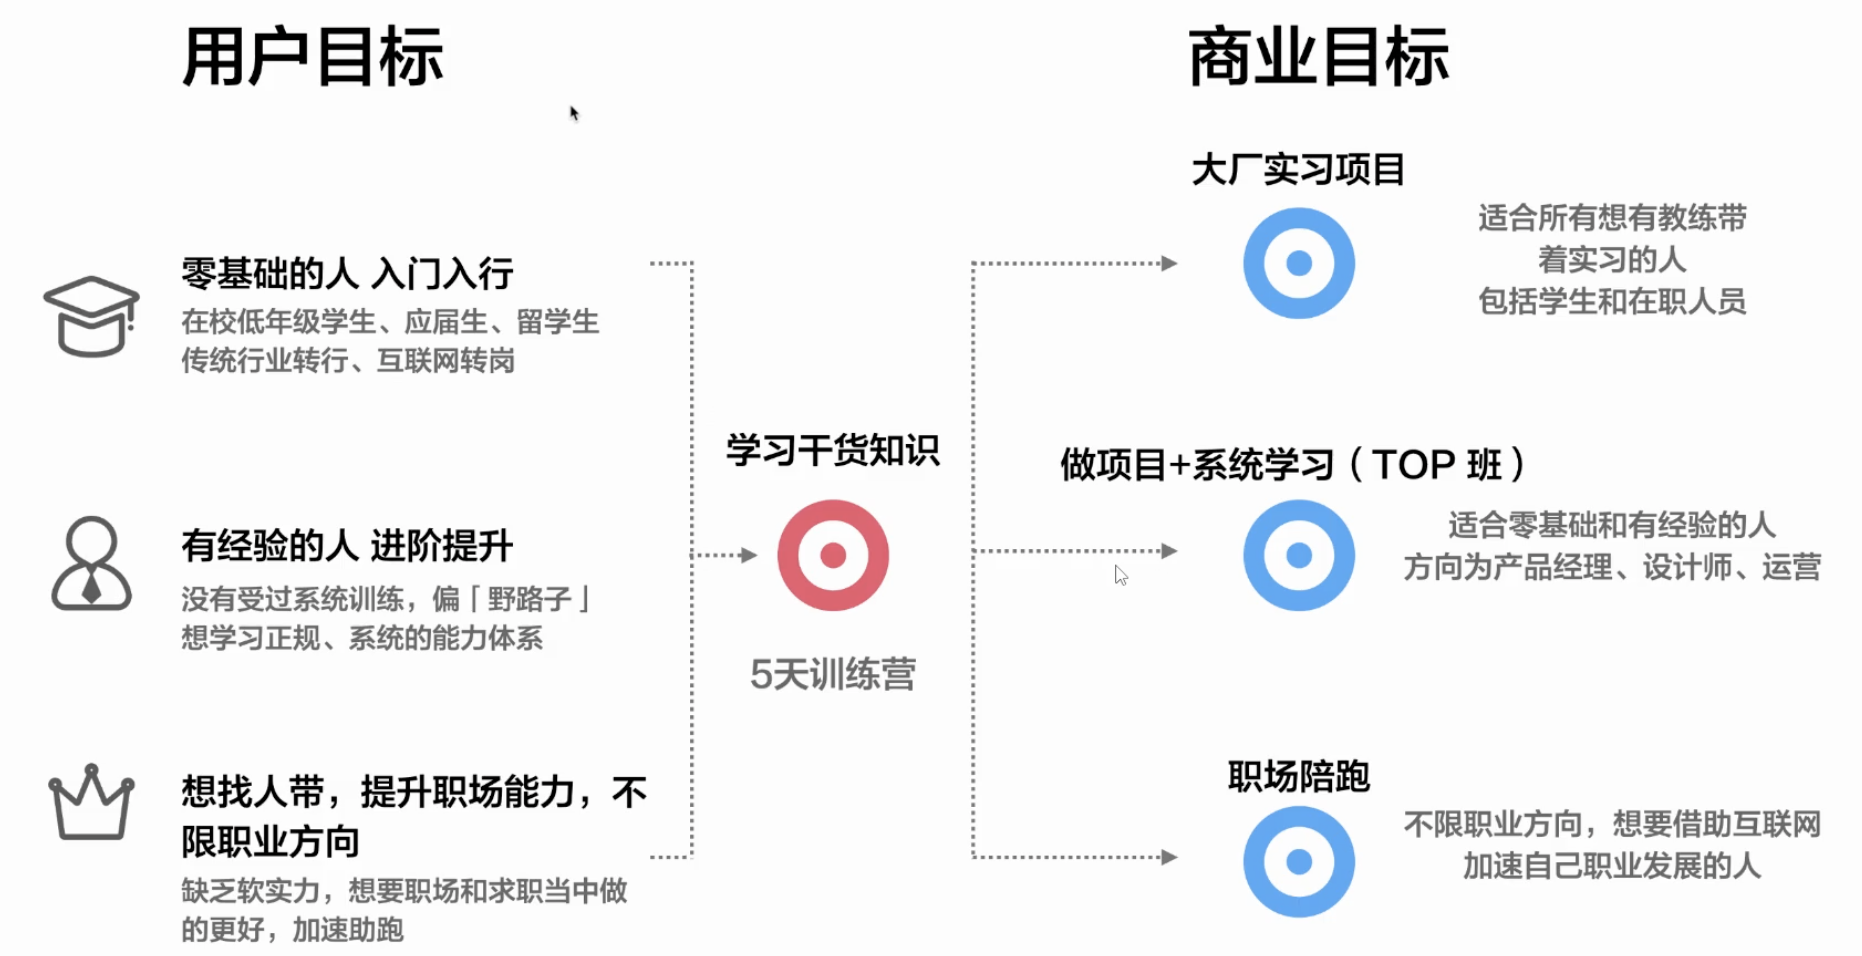 用户目标
商业目标
零基础的人 入门入行
在校低年级学生、应届生、留学生
传统行业转行、互联网转岗
有经验的人 进阶提升
没有受过系统训练，偏「野路子」
想学习正规、系统的能力体系
想找人带，提升职场能力，不
限职业方向
缺乏软实力，想要职场和求职当中做
的更好，加速助跑
学习干货知识
5天训练营
大厂实习项目
适合所有想有教练带
着实习的人
包括学生和在职人员
做项目+系统学习（TOP 班）
适合零基础和有经验的人
方向为产品经理、设计师、运营
职场陪跑
不限职业方向，想要借助互联网
加速自己职业发展的人